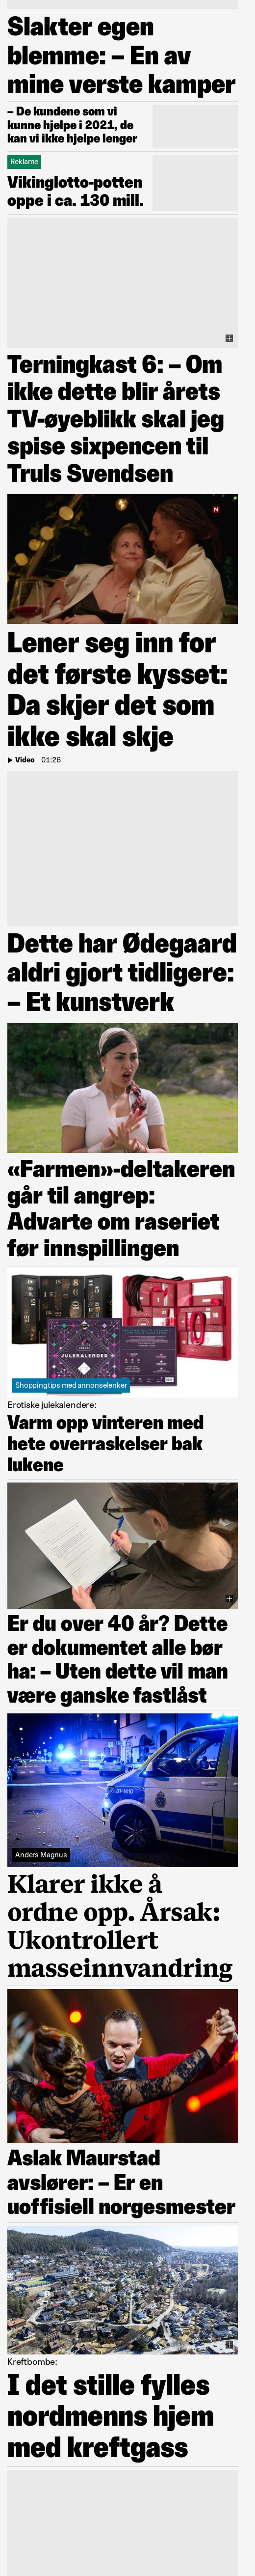 Slakter egen
blemme: – En av
mine verste kamper
– De kundene som vi
kunne hjelpe i 2021, de
kan vi ikke hjelpe lenger
Reklame
Vikinglotto-potten
oppe i ca. 130 mill.
Terningkast 6: – Om
ikke dette blir årets
TV-øyeblikk skal jeg
spise sixpencen til
Truls Svendsen
N
Lener seg inn for
det første kysset:
Da skjer det som
ikke skal skje
Video | 01:26
Dette har Ødegaard
aldri gjort tidligere:
– Et kunstverk
«Farmen»-deltakeren
går til angrep:
Advarte om raseriet
før innspillingen
JULEKALENDER
Shoppingtips med annonselenker
Erotiske julekalendere:
Varm opp vinteren med
hete overraskelser bak
lukene
Er du over 40 år? Dette
er dokumentet alle bør
ha: – Uten dette vil man
være ganske fastlåst
31-1410
Anders Magnus
Klarer ikke å
ordne opp. Årsak:
Ukontrollert
masseinnvandring
Aslak Maurstad
avslører: – Er en
uoffisiell norgesmester
Kreftbombe:
I det stille fylles
nordmenns hjem
med kreftgass